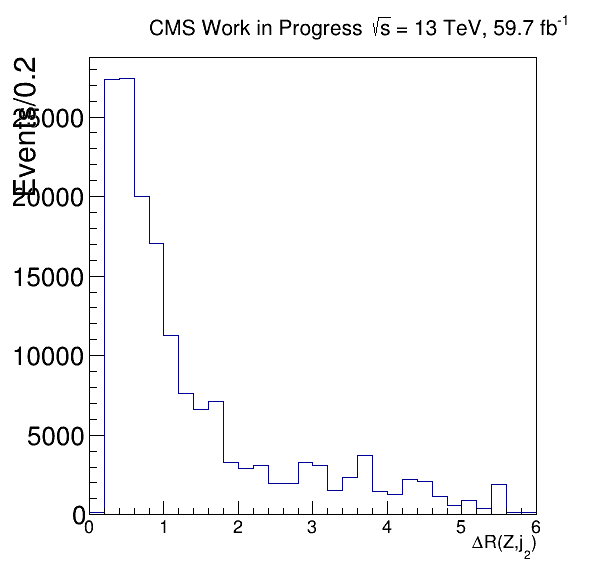 CMS Work in Progress √s = 13 TeV, 59.7 fb⁻¹
Events/0.2
25000
20000
15000
10000
5000
0
0 1 2 3 4 5 6
ΔR(Z,j₂)